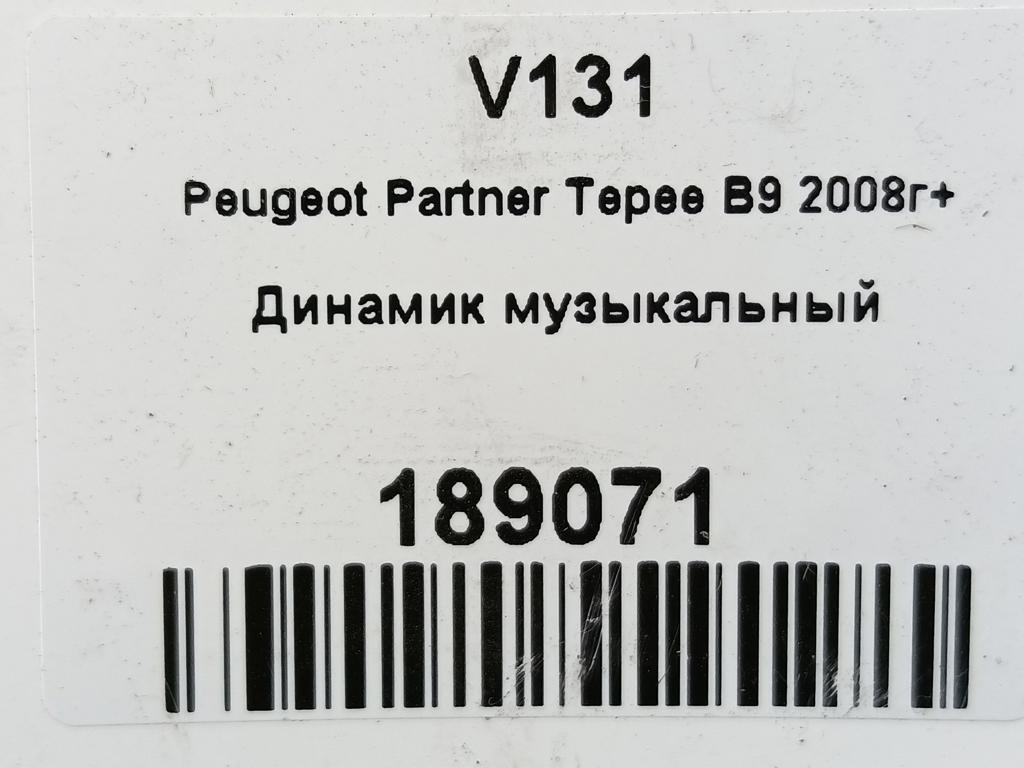 V131
Peugeot Partner Tepee B9 2008г+
Динамик музыкальный
189071